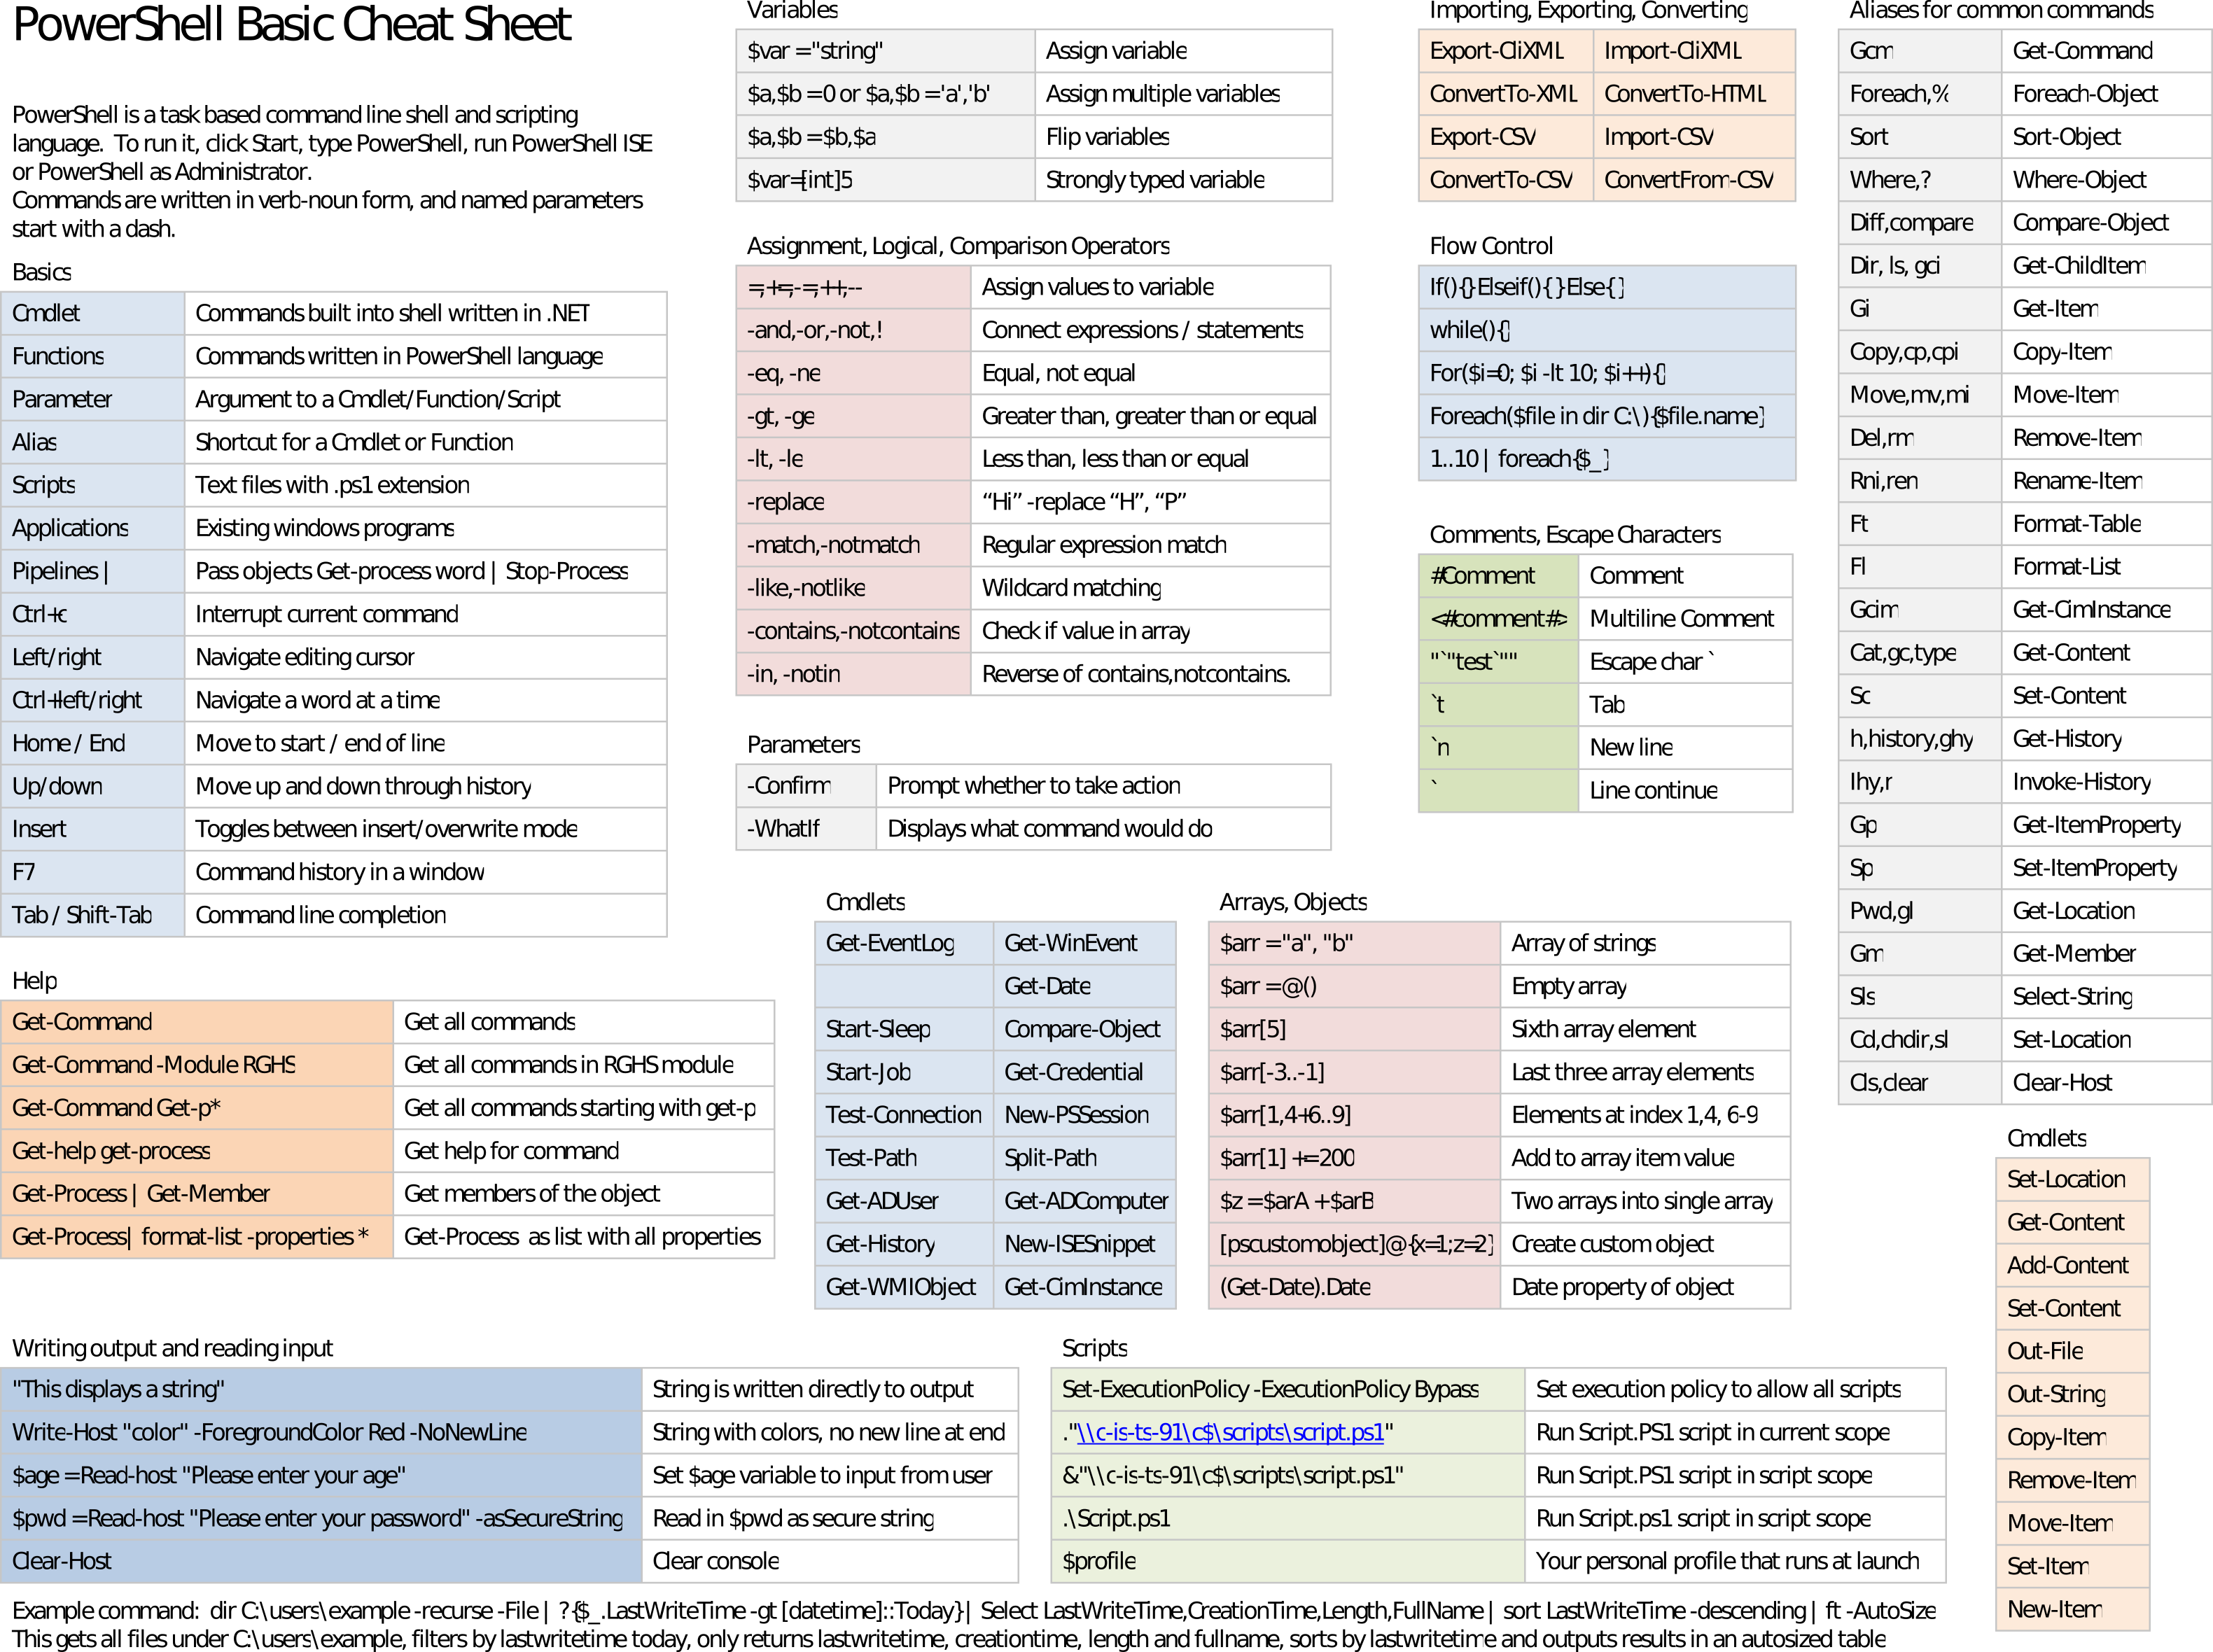 PowerShell Basic Cheat Sheet
PowerShell is a task based command line shell and scripting
language.  To run it, click Start, type PowerShell, run PowerShell ISE
or PowerShell as Administrator.
Commands are written in verb-noun form, and named parameters
start with a dash.
Basics
Cmdlet Commands built into shell written in .NET
Functions Commands written in PowerShell language
Parameter Argument to a Cmdlet/Function/Script
Alias Shortcut for a Cmdlet or Function
Scripts Text files with .ps1 extension
Applications Existing windows programs
Pipelines | Pass objects Get-process word | Stop-Process
Ctrl+c Interrupt current command
Left/right Navigate editing cursor
Ctrl+left/right Navigate a word at a time
Home / End Move to start / end of line
Up/down Move up and down through history
Insert Toggles between insert/overwrite mode
F7 Command history in a window
Tab / Shift-Tab Command line completion
Help
Get-Command Get all commands
Get-Command -Module RGHS Get all commands in RGHS module
Get-Command Get-p* Get all commands starting with get-p
Get-help get-process Get help for command
Get-Process | Get-Member Get members of the object
Get-Process| format-list -properties * Get-Process as list with all properties
Variables
$var = "string" Assign variable
$a,$b = 0 or $a,$b = 'a','b' Assign multiple variables
$a,$b = $b,$a Flip variables
$var=[int]5 Strongly typed variable
Assignment, Logical, Comparison Operators
=,+=,-=,++,-- Assign values to variable
-and,-or,-not,! Connect expressions / statements
-eq, -ne Equal, not equal
-gt, -ge Greater than, greater than or equal
-lt, -le Less than, less than or equal
-replace “Hi” -replace “H”, “P”
-match,-notmatch Regular expression match
-like,-notlike Wildcard matching
-contains,-notcontains Check if value in array
-in, -notin Reverse of contains,notcontains.
Parameters
-Confirm Prompt whether to take action
-WhatIf Displays what command would do
Importing, Exporting, Converting
Export-CliXML Import-CliXML
ConvertTo-XML ConvertTo-HTML
Export-CSV Import-CSV
ConvertTo-CSV ConvertFrom-CSV
Flow Control
If(){} Elseif(){ } Else{ }
while(){}
For($i=0; $i -lt 10; $i++){}
Foreach($file in dir C:\){$file.name}
1..10 | foreach{$_}
Comments, Escape Characters
#Comment Comment
<#comment#> Multiline Comment
"`"test`"" Escape char `
`t Tab
`n New line
` Line continue
Aliases for common commands
Gcm Get-Command
Foreach,% Foreach-Object
Sort Sort-Object
Where,? Where-Object
Diff,compare Compare-Object
Dir, ls, gci Get-ChildItem
Gi Get-Item
Copy,cp,cpi Copy-Item
Move,mv,mi Move-Item
Del,rm Remove-Item
Rni,ren Rename-Item
Ft Format-Table
Fl Format-List
Gcim Get-CimInstance
Cat,gc,type Get-Content
Sc Set-Content
h,history,ghy Get-History
Ihy,r Invoke-History
Gp Get-ItemProperty
Sp Set-ItemProperty
Pwd,gl Get-Location
Gm Get-Member
Sls Select-String
Cd,chdir,sl Set-Location
Cls,clear Clear-Host
Cmdlets
Get-EventLog Get-WinEvent
Get-Date
Start-Sleep Compare-Object
Start-Job Get-Credential
Test-Connection New-PSSession
Test-Path Split-Path
Get-ADUser Get-ADComputer
Get-History New-ISESnippet
Get-WMIObject Get-CimInstance
Arrays, Objects
$arr = "a", "b" Array of strings
$arr = @() Empty array
$arr[5] Sixth array element
$arr[-3..-1] Last three array elements
$arr[1,4+6..9] Elements at index 1,4, 6-9
$arr[1] += 200 Add to array item value
$z = $arA + $arB Two arrays into single array
[pscustomobject]@{x=1;z=2} Create custom object
(Get-Date).Date Date property of object
Cmdlets
Set-Location
Get-Content
Add-Content
Set-Content
Out-File
Out-String
Copy-Item
Remove-Item
Move-Item
Set-Item
New-Item
Writing output and reading input
"This displays a string" String is written directly to output
Write-Host "color" -ForegroundColor Red -NoNewLine String with colors, no new line at end
$age = Read-host "Please enter your age" Set $age variable to input from user
$pwd = Read-host "Please enter your password" -asSecureString Read in $pwd as secure string
Clear-Host Clear console
Scripts
Set-ExecutionPolicy -ExecutionPolicy Bypass Set execution policy to allow all scripts
."\\c-is-ts-91\c$\scripts\script.ps1" Run Script.PS1 script in current scope
&"\\c-is-ts-91\c$\scripts\script.ps1" Run Script.PS1 script in script scope
.\Script.ps1 Run Script.ps1 script in script scope
$profile Your personal profile that runs at launch
Example command:  dir C:\users\example -recurse -File | ?{$_.LastWriteTime -gt [datetime]::Today} | Select LastWriteTime,CreationTime,Length,FullName | sort LastWriteTime -descending | ft -AutoSize
This gets all files under C:\users\example, filters by lastwritetime today, only returns lastwritetime, creationtime, length and fullname, sorts by lastwritetime and outputs results in an autosized table